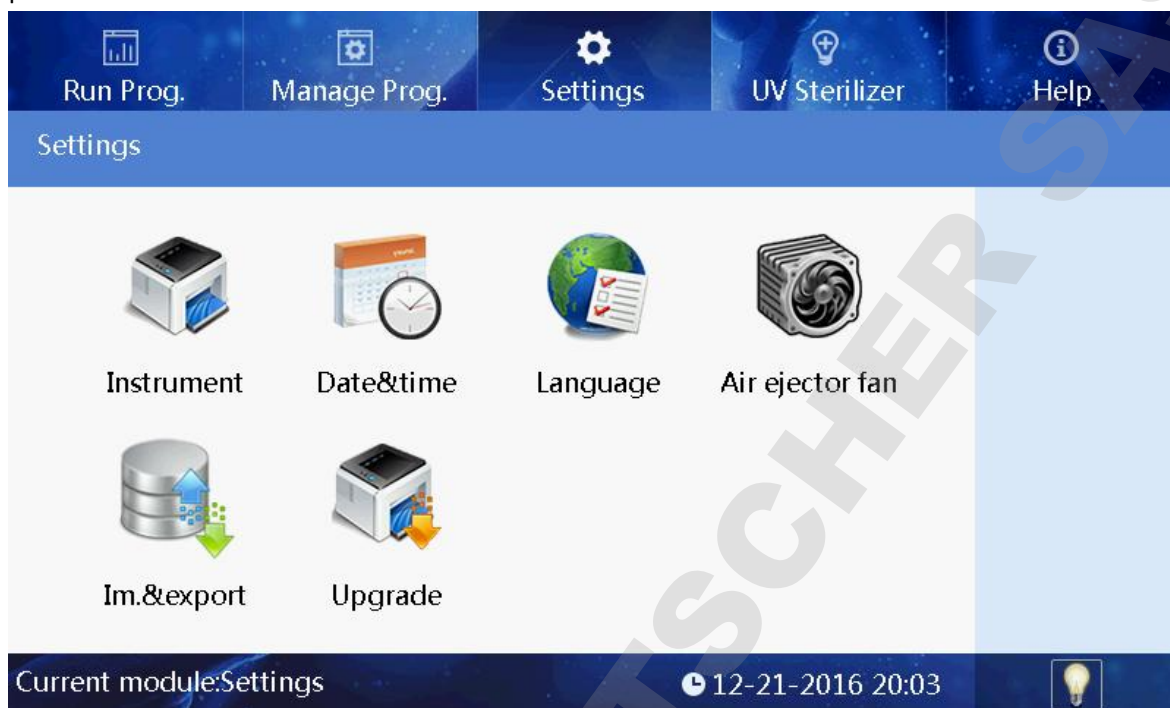 Run Prog. Manage Prog. Settings UV Sterilizer Help
Settings
Instrument Date&time Language Air ejector fan
Im.&export Upgrade
Current module:Settings 12-21-2016 20:03